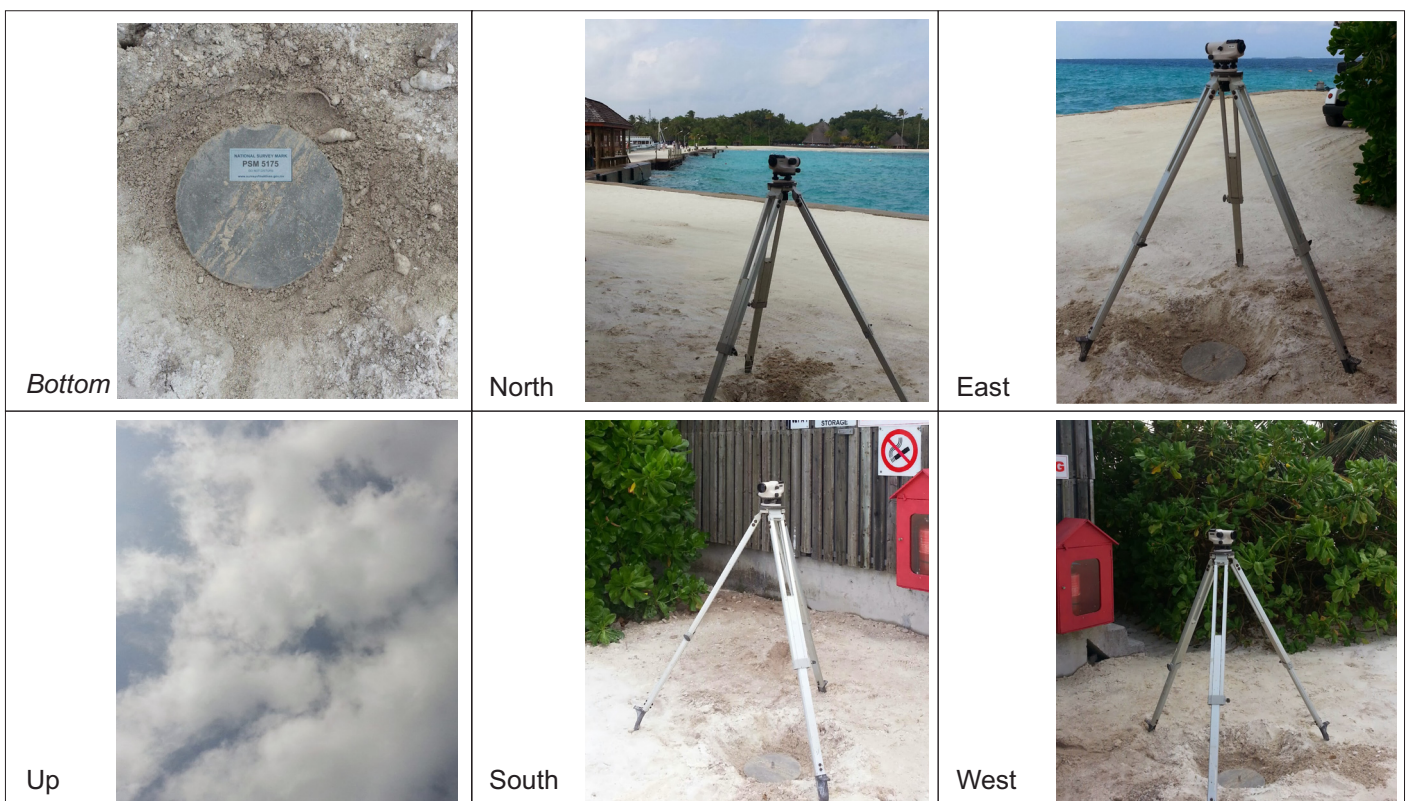 NATIONAL SURVEY MARK
PSM 5175
Bottom
North
East
STORAGE
G
Up
South
West